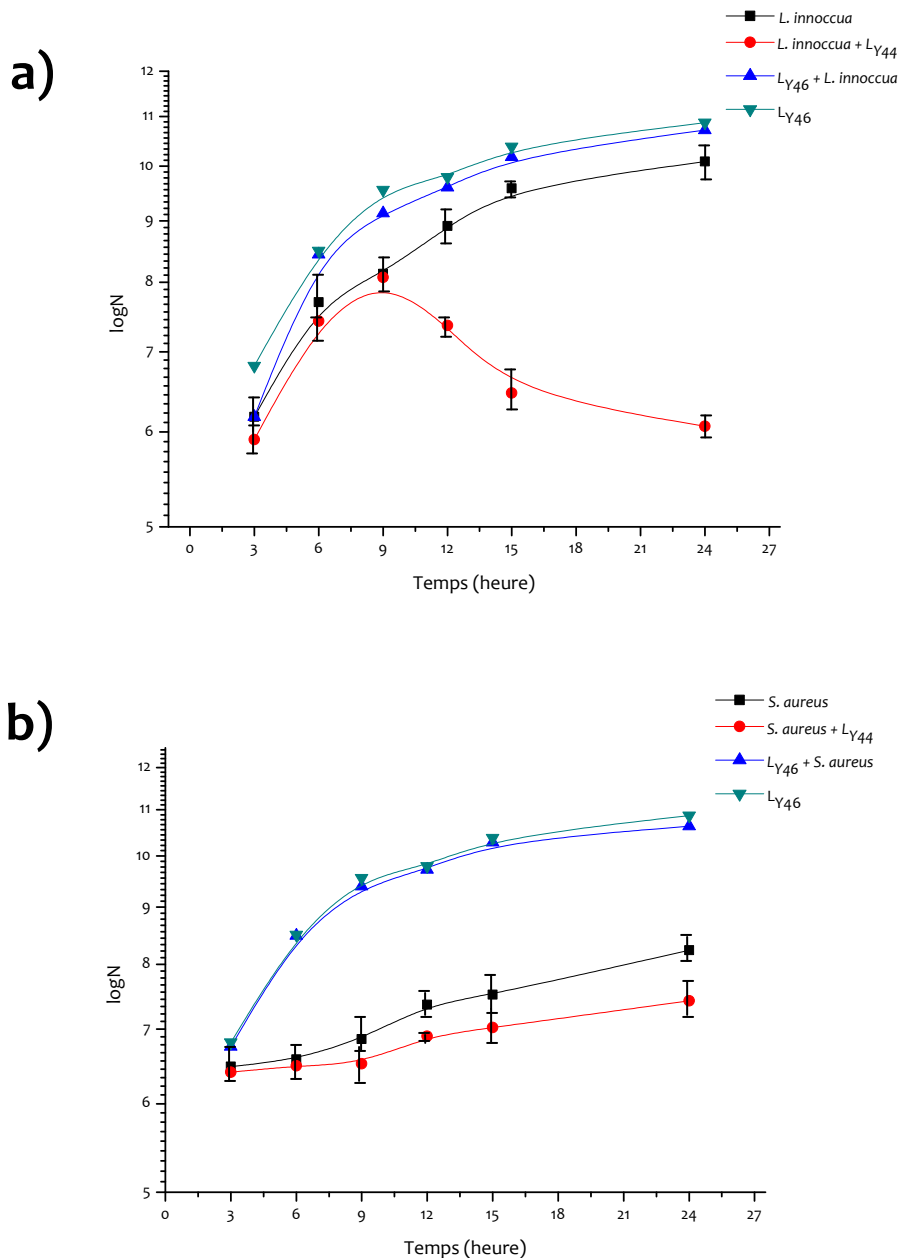 a)
L. innoccua
L. innoccua + LY44
LY46 + L. innoccua
LY46
12
11
10
9
8
7
6
5
logN
0 3 6 9 12 15 18 21 24 27
Temps (heure)
b)
S. aureus
S. aureus + LY44
LY46 + S. aureus
LY46
12
11
10
9
8
7
6
5
logN
0 3 6 9 12 15 18 21 24 27
Temps (heure)